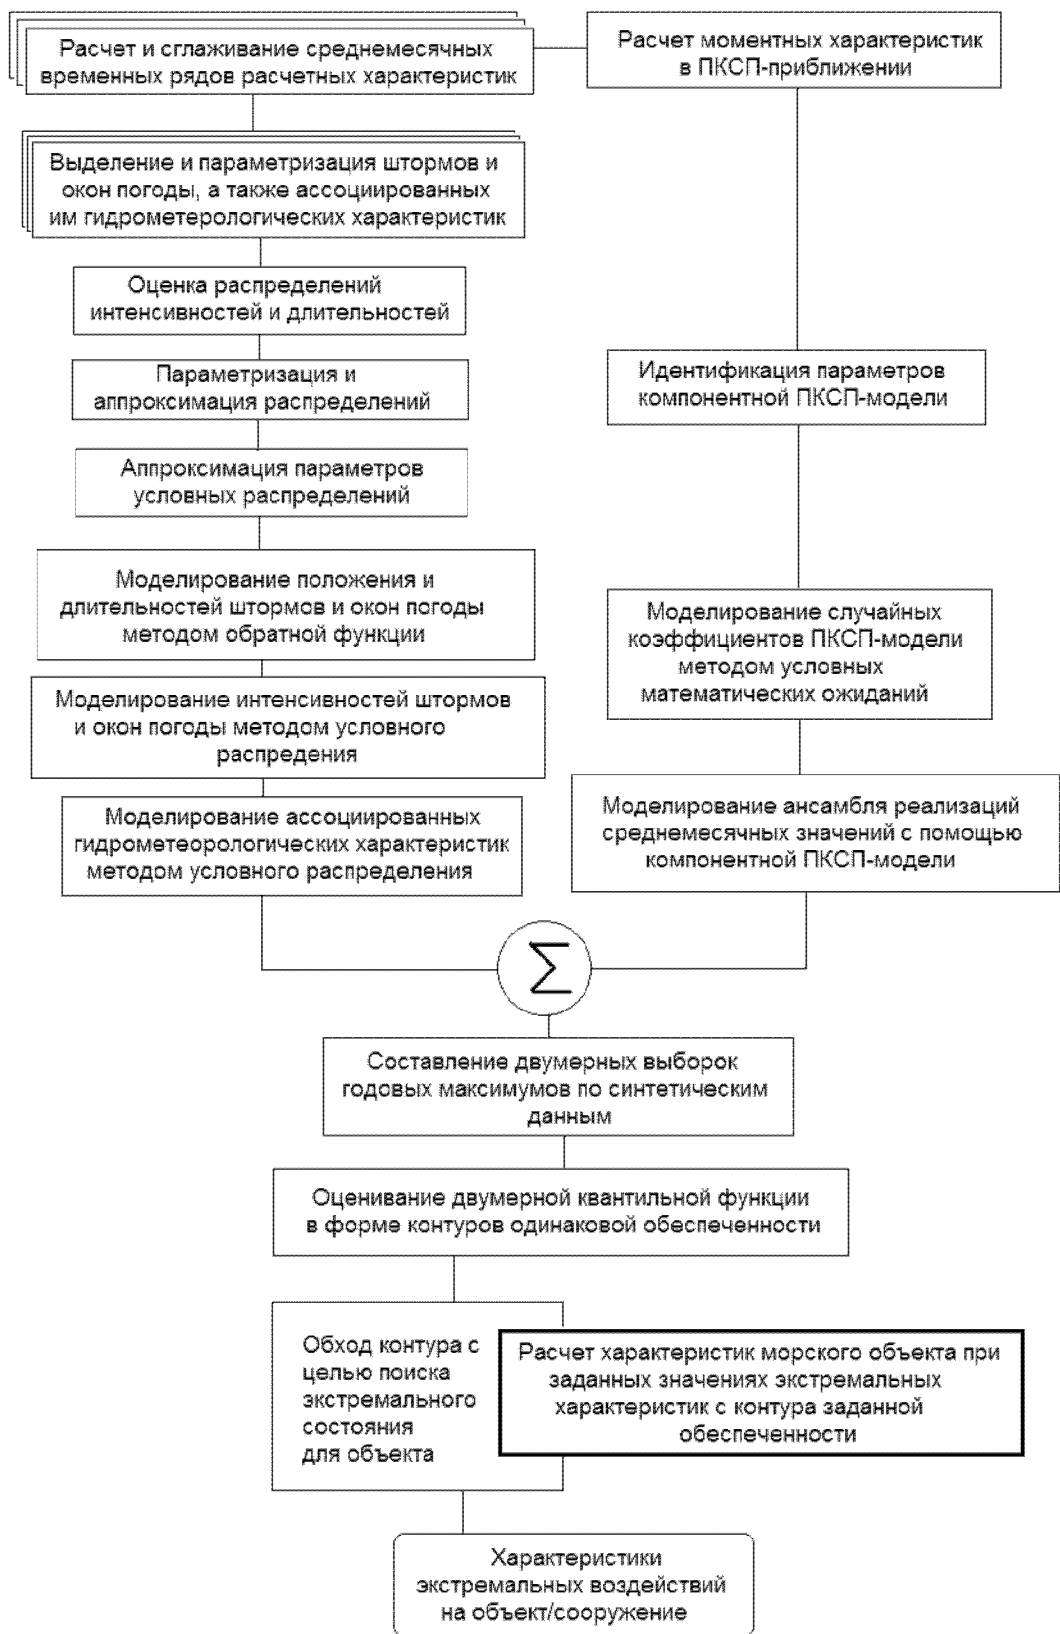 Расчет и сглаживание среднемесячных
временных рядов расчетных характеристик
Расчет моментных характеристик
в ПКСП-приближении
Выделение и параметризация штормов и
окон погоды, а также ассоциированных
им гидрометерологических характеристик
Оценка распределений
интенсивностей и длительностей
Параметризация и
аппроксимация распределений
Идентификация параметров
компонентной ПКСП-модели
Аппроксимация параметров
условных распределений
Моделирование положения и
длительностей штормов и окон погоды
методом обратной функции
Моделирование случайных
коэффициентов ПКСП-модели
методом условных
математических ожиданий
Моделирование интенсивностей штормов
и окон погоды методом условного
распредения
Моделирование ассоциированных
гидрометеорологических характеристик
методом условного распределения
Моделирование ансамбля реализаций
среднемесячных значений с помощью
компонентной ПКСП-модели
Σ
Составление двумерных выборок
годовых максимумов по синтетическим
данным
Оценивание двумерной квантильной функции
в форме контуров одинаковой обеспеченности
Обход контура с
целью поиска
экстремального
состояния
для объекта
Расчет характеристик морского объекта при
заданных значениях экстремальных
характеристик с контура заданной
обеспеченности
Характеристики
экстремальных воздействий
на объект/сооружение